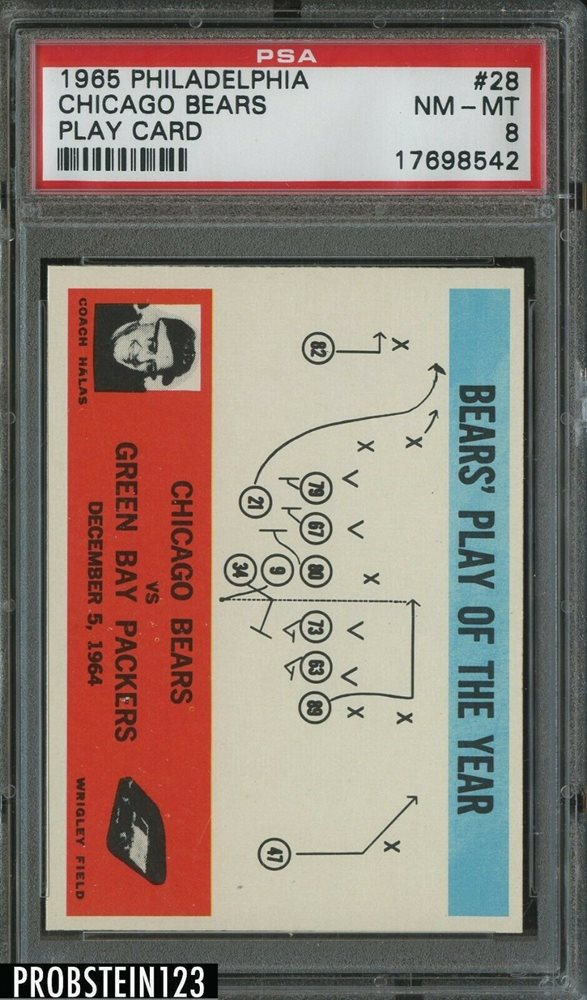 PSA
1965 PHILADELPHIA #28
CHICAGO BEARS NM - MT
PLAY CARD 8
17698542
BEARS' PLAY OF THE YEAR
82
X
X
X
21
79
67
80
X
9
34
73
63
89
X
X
47
X
COACH HALAS
CHICAGO BEARS
VS
GREEN BAY PACKERS
DECEMBER 5, 1964
WRIGLEY FIELD
PROBSTEIN123